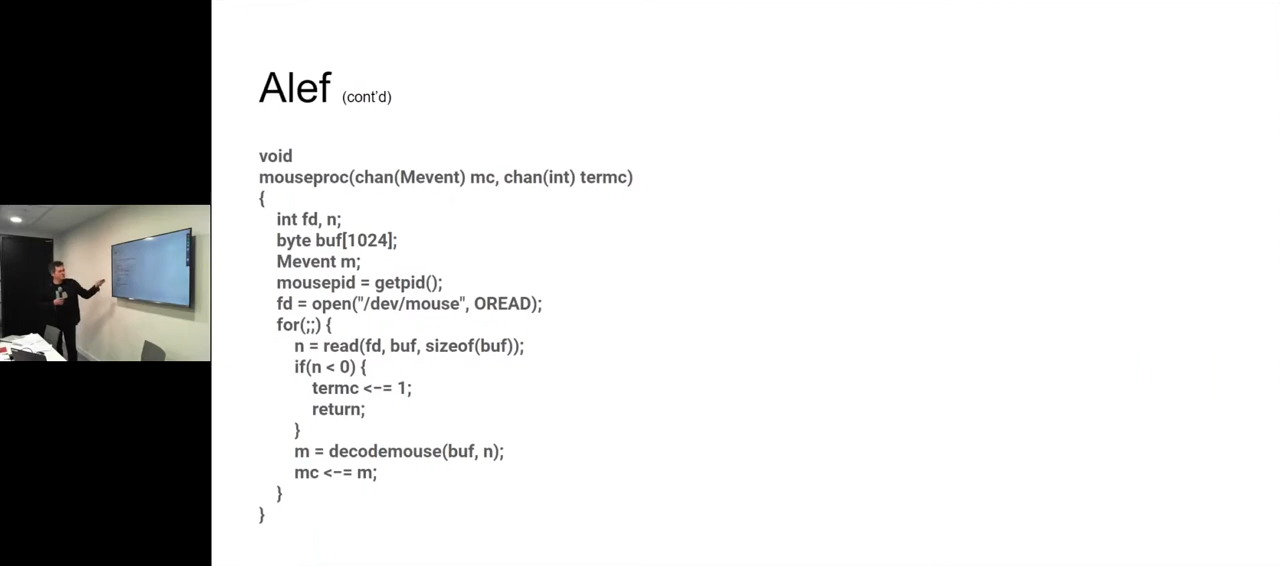 Alef (cont'd)
void
mouseproc(chan(Mevent) mc, chan(int) termc)
{
int fd, n;
byte buf[1024];
Mevent m;
mousepid = getpid();
fd = open("/dev/mouse", OREAD);
for(;;) {
n = read(fd, buf, sizeof(buf));
if(n < 0) {
termc <−= 1;
return;
}
m = decodemouse(buf, n);
mc <−= m;
}
}